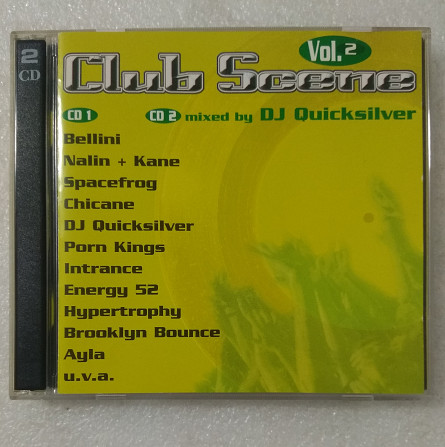 2
CD
Vol.2
Club Scene
CD 1
CD 2 mixed by DJ Quicksilver
Bellini
Nalin + Kane
Spacefrog
Chicane
DJ Quicksilver
Porn Kings
Intrance
Energy 52
Hypertrophy
Brooklyn Bounce
Ayla
u.v.a.